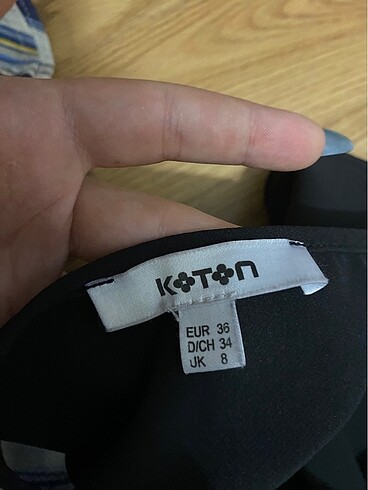 KOTON
EUR 36
D/CH 34
UK 8